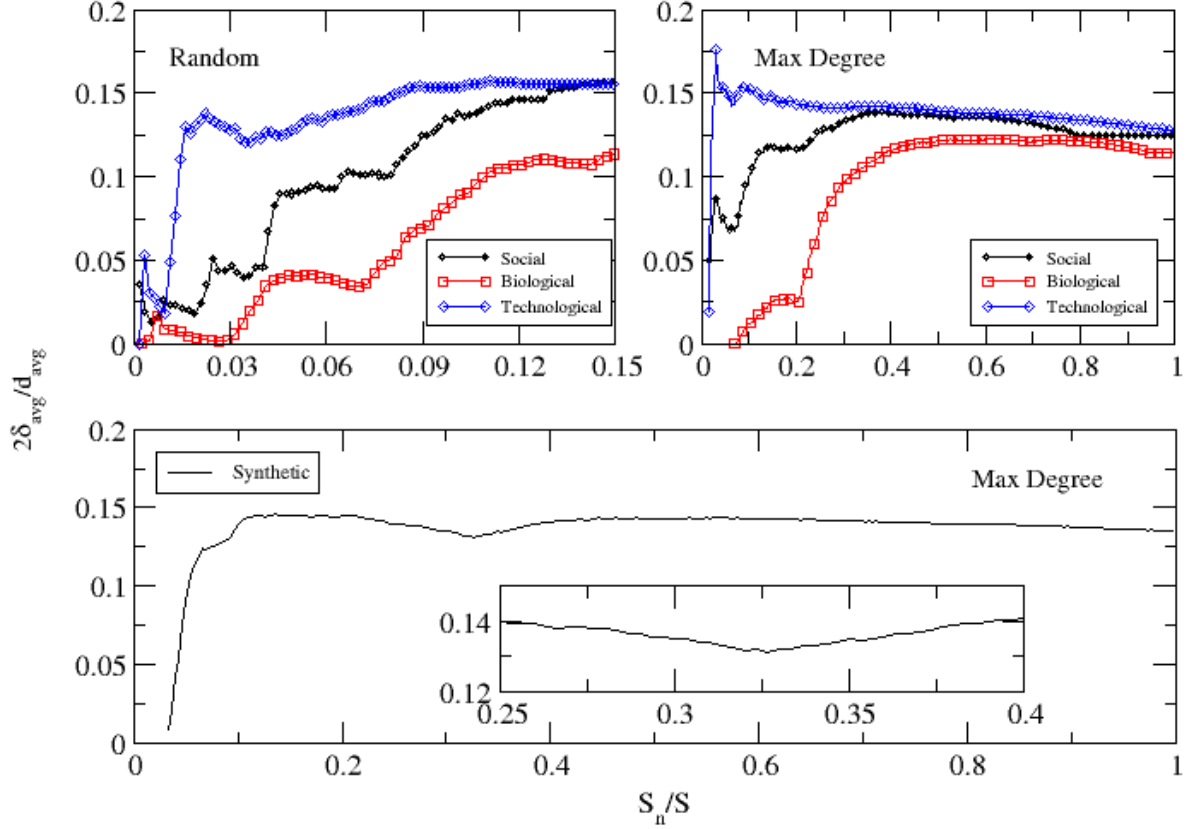 0.2
0.15
0.1
0.05
0
Random
Social
Biological
Technological
0 0.03 0.06 0.09 0.12 0.15
0.2
0.15
0.1
0.05
0
Max Degree
Social
Biological
Technological
0 0.2 0.4 0.6 0.8 1
2δavg/davg
0.2
0.15
0.1
0.05
0
Synthetic
Max Degree
0.14
0.12
0.25 0.3 0.35 0.4
0 0.2 0.4 0.6 0.8 1
Sn/S